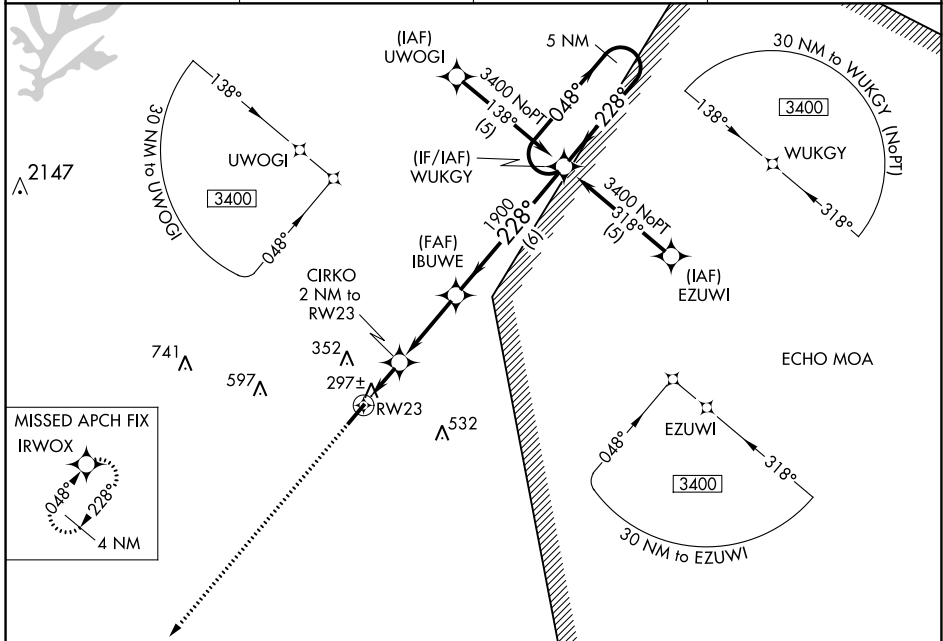 (IAF)
UWOGI
5 NM
3400 NoPT
138°
(5)
048°
228°
30 NM to WUKGY (NoPT)
3400
138°
WUKGY
318°
138°
30 NM to UWOGI
UWOGI
3400
048°
2147
(IF/IAF)
WUKGY
1900
228°
(6)
3400 NoPT
318°
(5)
(IAF)
EZUWI
(FAF)
IBUWE
CIRKO
2 NM to
RW23
741
597
352
297±
RW23
532
ECHO MOA
EZUWI
048°
318°
3400
30 NM to EZUWI
MISSED APCH FIX
IRWOX
048°
228°
4 NM